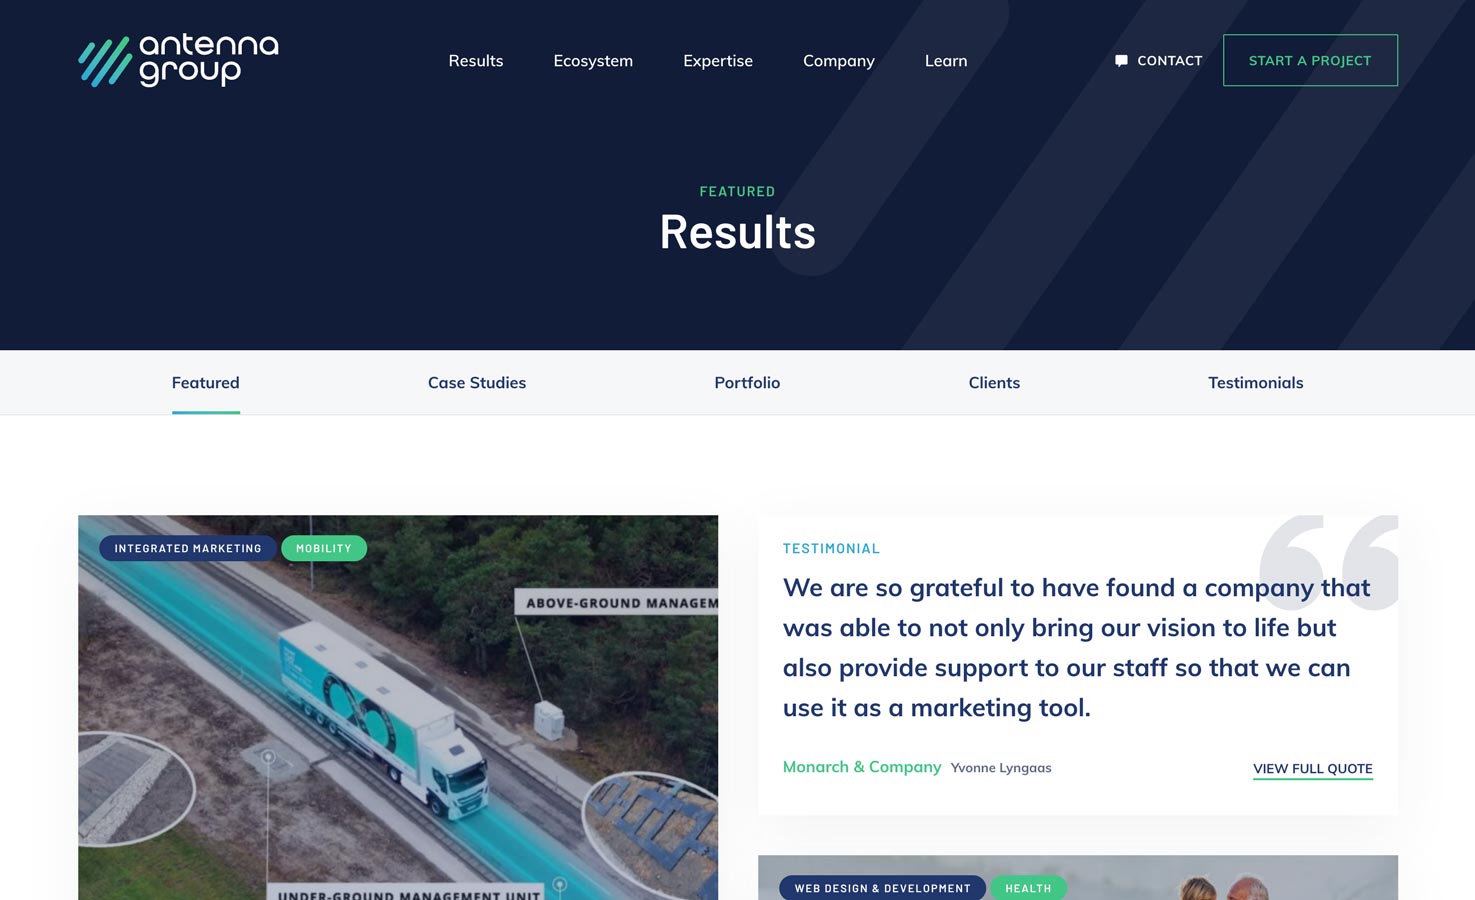 antenna
group
Results
Ecosystem
Expertise
Company
Learn
CONTACT
START A PROJECT
FEATURED
Results
Featured
Case Studies
Portfolio
Clients
Testimonials
INTEGRATED MARKETING
MOBILITY
ABOVE-GROUND MANAGEM
UNDER-GROUND MANAGEMENT UNIT
TESTIMONIAL
We are so grateful to have found a company that
was able to not only bring our vision to life but
also provide support to our staff so that we can
use it as a marketing tool.
Monarch & Company Yvonne Lyngaas
VIEW FULL QUOTE
WEB DESIGN & DEVELOPMENT
HEALTH